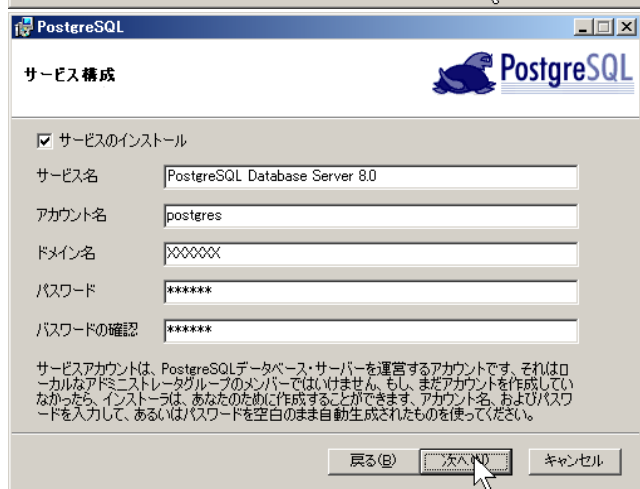 PostgreSQL
サービス構成
PostgreSQL
サービスのインストール
サービス名 PostgreSQL Database Server 8.0
アカウント名 postgres
ドメイン名 XXXXXX
パスワード ******
パスワードの確認 ******
サービスアカウントは、PostgreSQLデータベース・サーバーを運営するアカウントです、それはロ
ーカルなアドミニストレータグループのメンバーではいけません、もし、まだアカウントを作成してい
なかったら、インストーラは、あなたのために作成することができます、アカウント名、およびパスワ
ードを入力して、あるいはパスワードを空白のまま自動生成されたものを使ってください。
戻る(B) 次へ(N) キャンセル